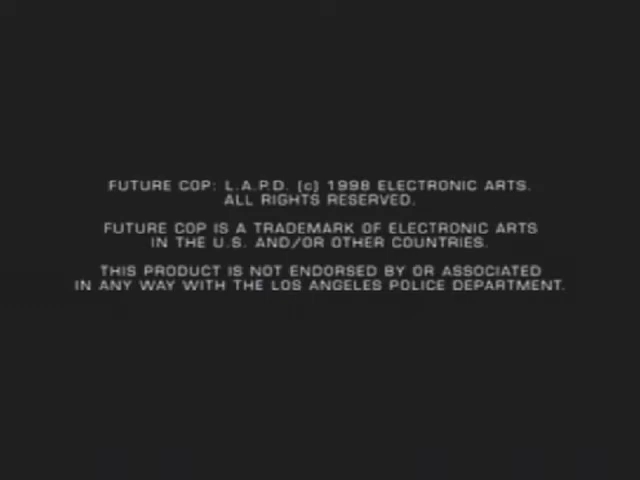 FUTURE COP: L.A.P.D. (c) 1998 ELECTRONIC ARTS.
ALL RIGHTS RESERVED.
FUTURE COP IS A TRADEMARK OF ELECTRONIC ARTS
IN THE U.S. AND/OR OTHER COUNTRIES.
THIS PRODUCT IS NOT ENDORSED BY OR ASSOCIATED
IN ANY WAY WITH THE LOS ANGELES POLICE DEPARTMENT.